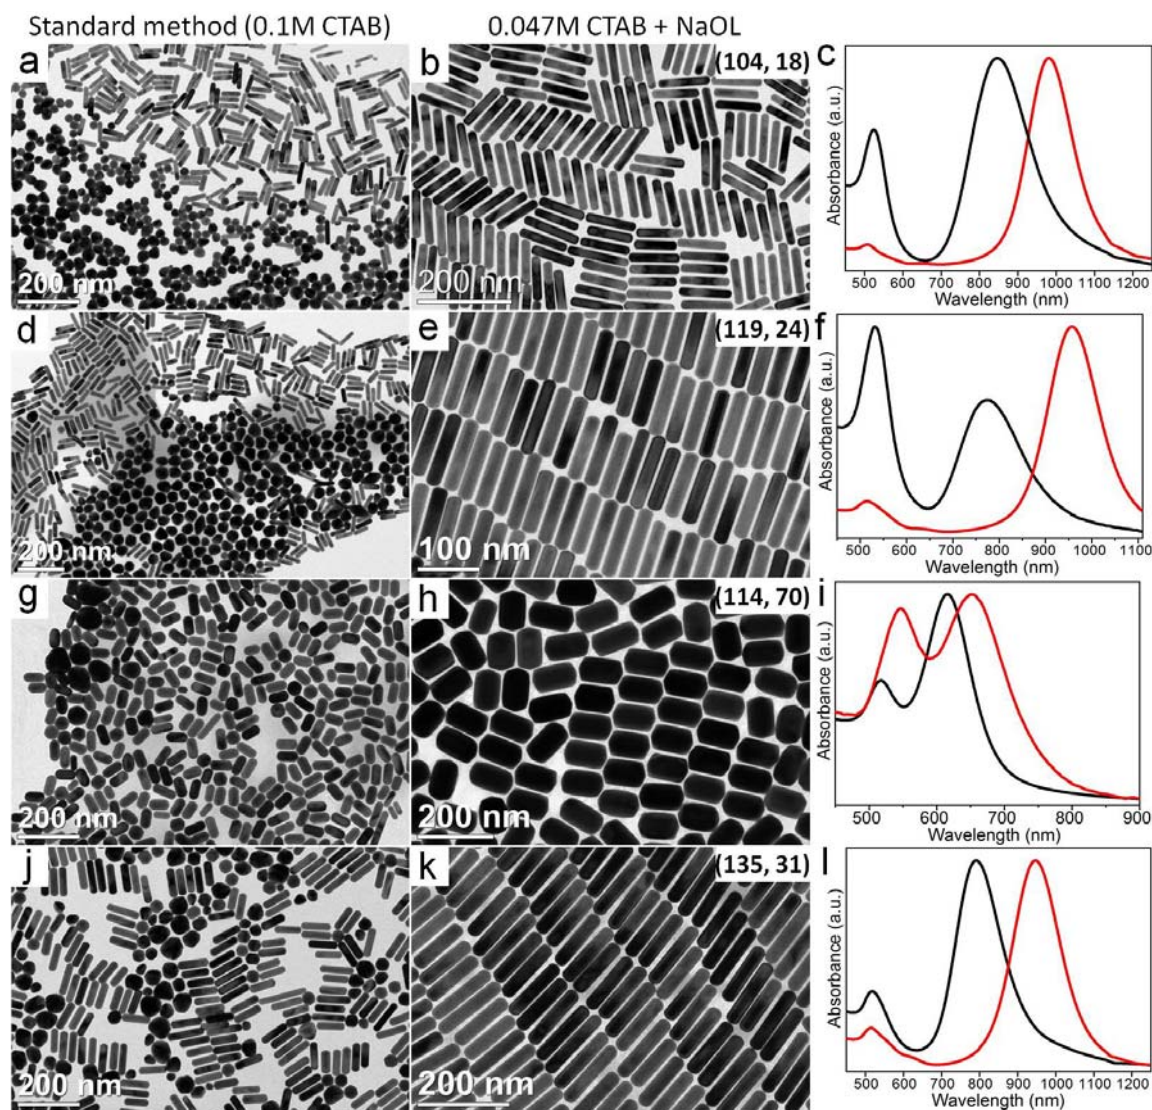 Standard method (0.1M CTAB)
0.047M CTAB + NaOL
a
200 nm
b
(104, 18)
200 nm
c
Absorbance (a.u.)
500 600 700 800 900 1000 1100 1200
Wavelength (nm)
d
200 nm
e
(119, 24)
100 nm
f
Absorbance (a.u.)
500 600 700 800 900 1000 1100
Wavelength (nm)
g
200 nm
h
(114, 70)
200 nm
i
Absorbance (a.u.)
500 600 700 800 900
Wavelength (nm)
j
200 nm
k
(135, 31)
200 nm
l
Absorbance (a.u.)
500 600 700 800 900 1000 1100 1200
Wavelength (nm)